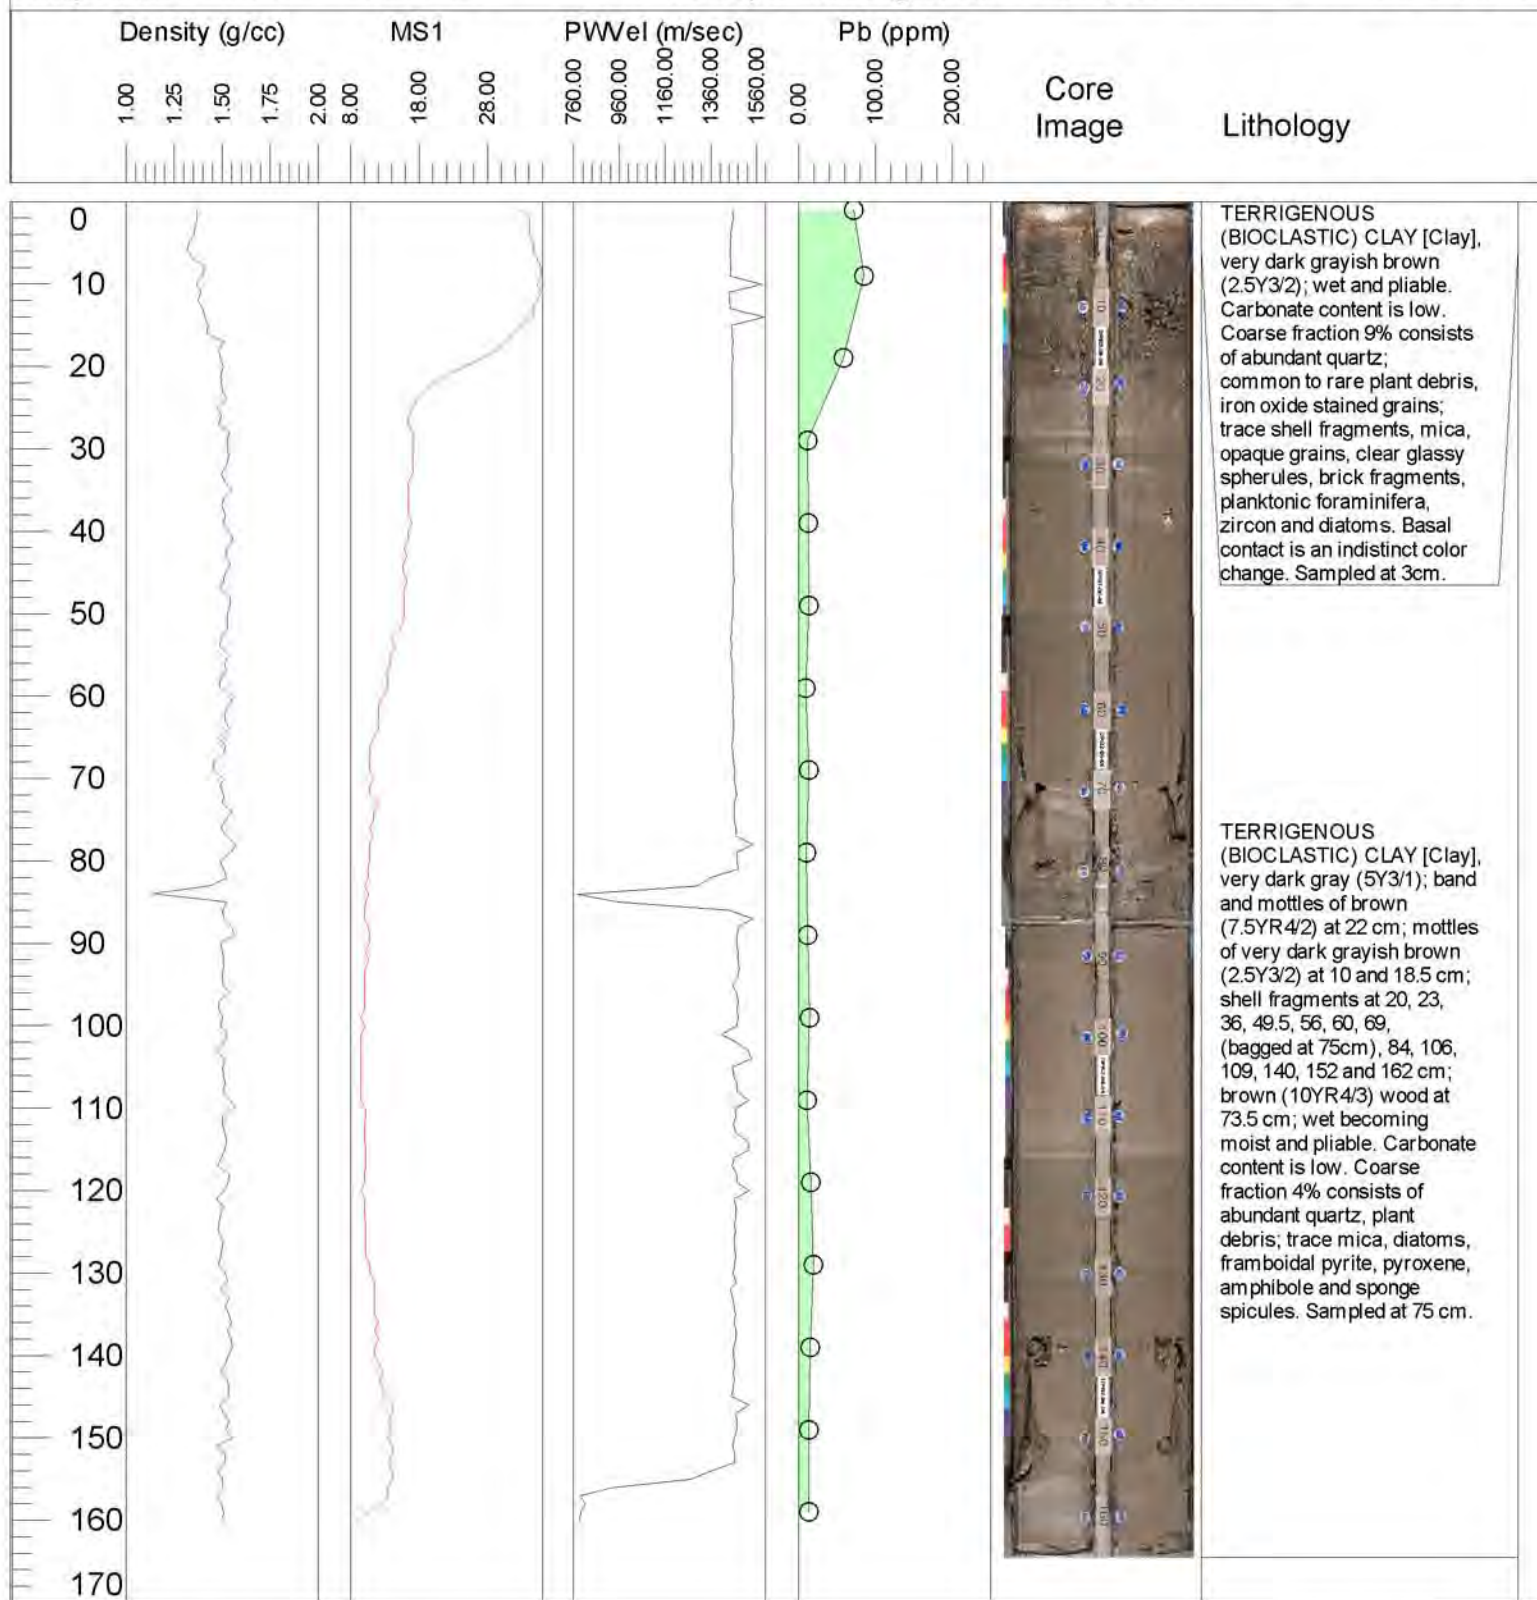 Density (g/cc) MS1 PWVel (m/sec) Pb (ppm)
1.00 1.25 1.50 1.75 2.00 8.00 18.00 28.00 760.00 960.00 1160.00 1360.00 1560.00 0.00 100.00 200.00
Core
Image
Lithology
0
10
20
30
40
50
60
70
80
90
100
110
120
130
140
150
160
170
TERRIGENOUS
(BIOCLASTIC) CLAY [Clay],
very dark grayish brown
(2.5Y3/2); wet and pliable.
Carbonate content is low.
Coarse fraction 9% consists
of abundant quartz;
common to rare plant debris,
iron oxide stained grains;
trace shell fragments, mica,
opaque grains, clear glassy
spherules, brick fragments,
planktonic foraminifera,
zircon and diatoms. Basal
contact is an indistinct color
change. Sampled at 3cm.
TERRIGENOUS
(BIOCLASTIC) CLAY [Clay],
very dark gray (5Y3/1); band
and mottles of brown
(7.5YR4/2) at 22 cm; mottles
of very dark grayish brown
(2.5Y3/2) at 10 and 18.5 cm;
shell fragments at 20, 23,
36, 49.5, 56, 60, 69,
(bagged at 75cm), 84, 106,
109, 140, 152 and 162 cm;
brown (10YR4/3) wood at
73.5 cm; wet becoming
moist and pliable. Carbonate
content is low. Coarse
fraction 4% consists of
abundant quartz, plant
debris; trace mica, diatoms,
framboidal pyrite, pyroxene,
amphibole and sponge
spicules. Sampled at 75 cm.